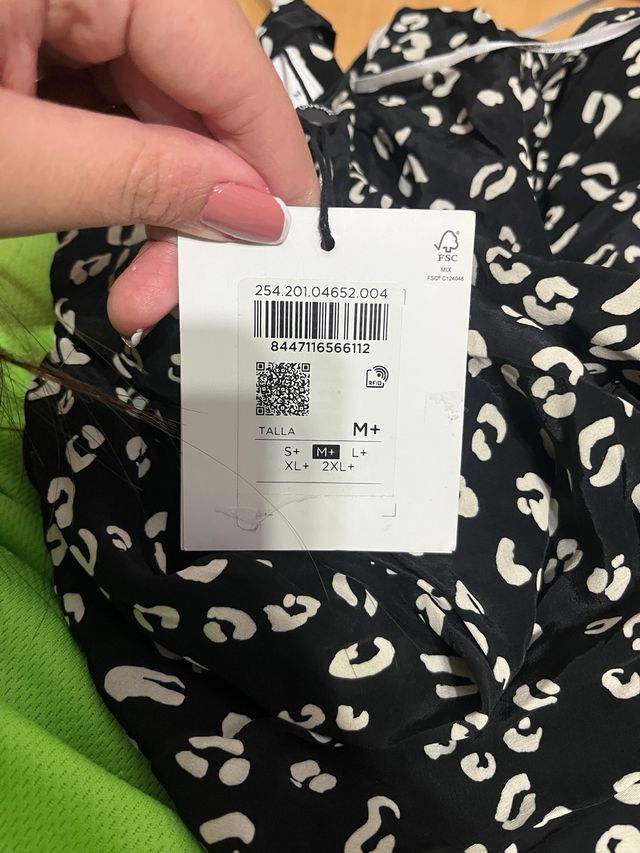 FSC
MIX
FSC® C124046
254.201.04652.004
8447116566112
RFID
TALLA M+
S+ M+ L+
XL+ 2XL+